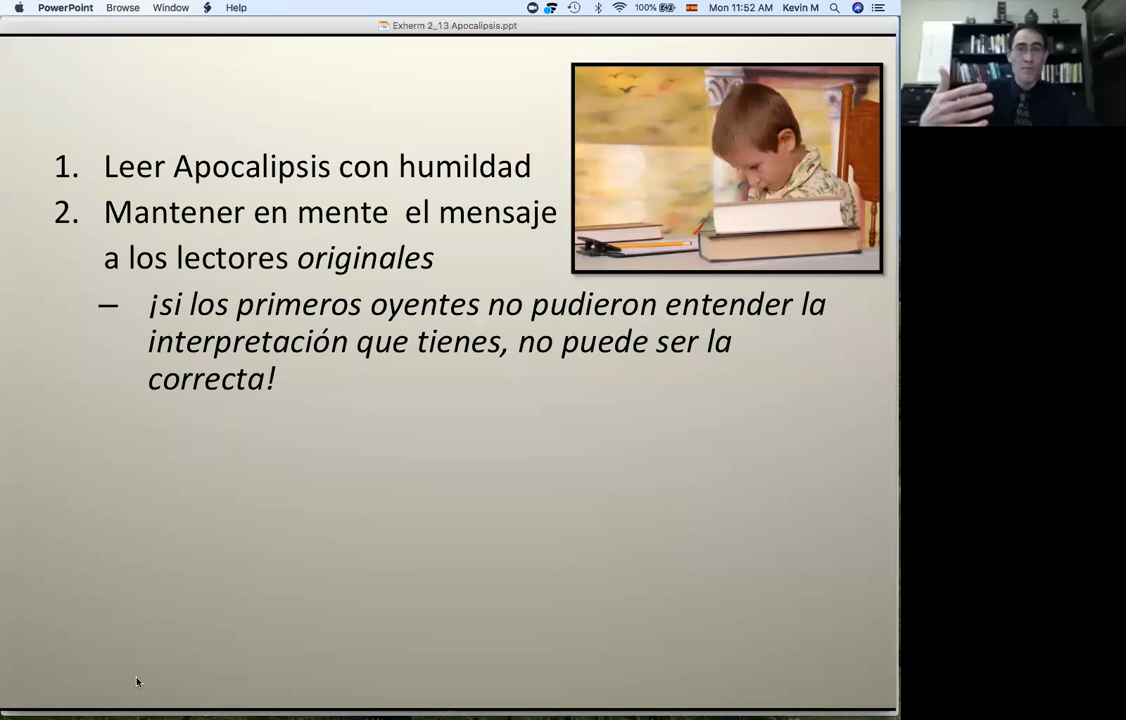 PowerPoint Browse Window Help 100% Mon 11:52 AM Kevin M
Exherm 2_13 Apocalipsis.ppt
1. Leer Apocalipsis con humildad
2. Mantener en mente el mensaje
a los lectores originales
– ¡si los primeros oyentes no pudieron entender la
interpretación que tienes, no puede ser la
correcta!